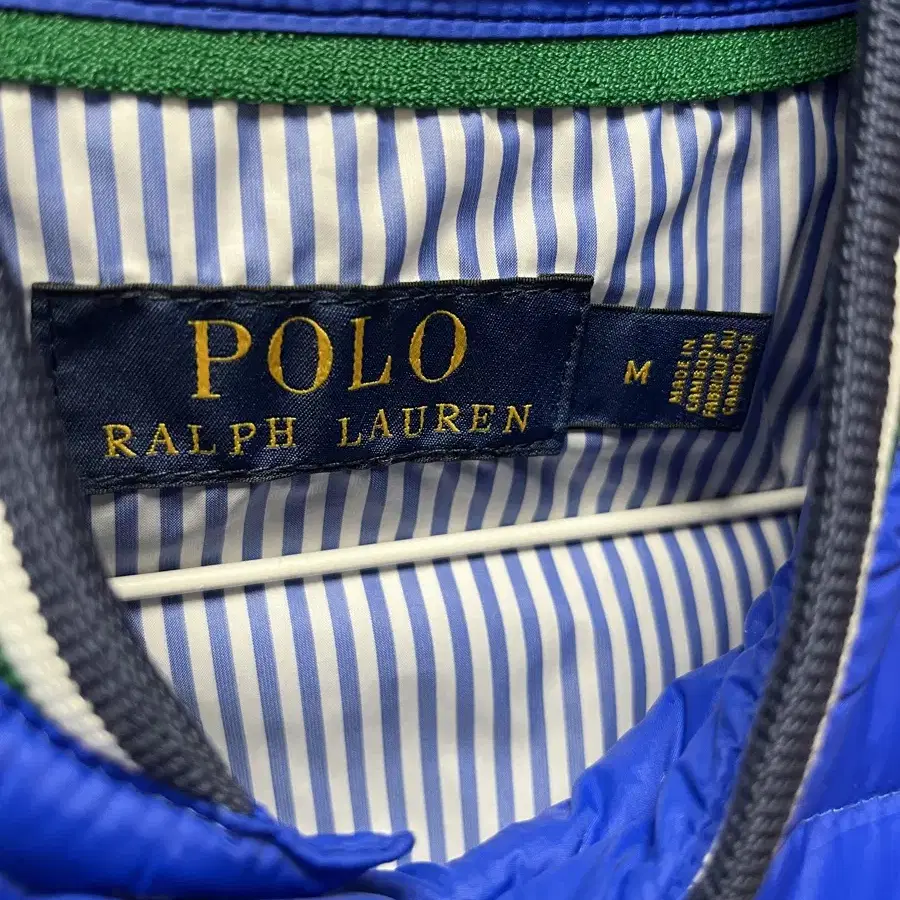 POLO
RALPH LAUREN
M
MADE IN
CAMBODIA
FABRIQUÉ AU
CAMBODGE